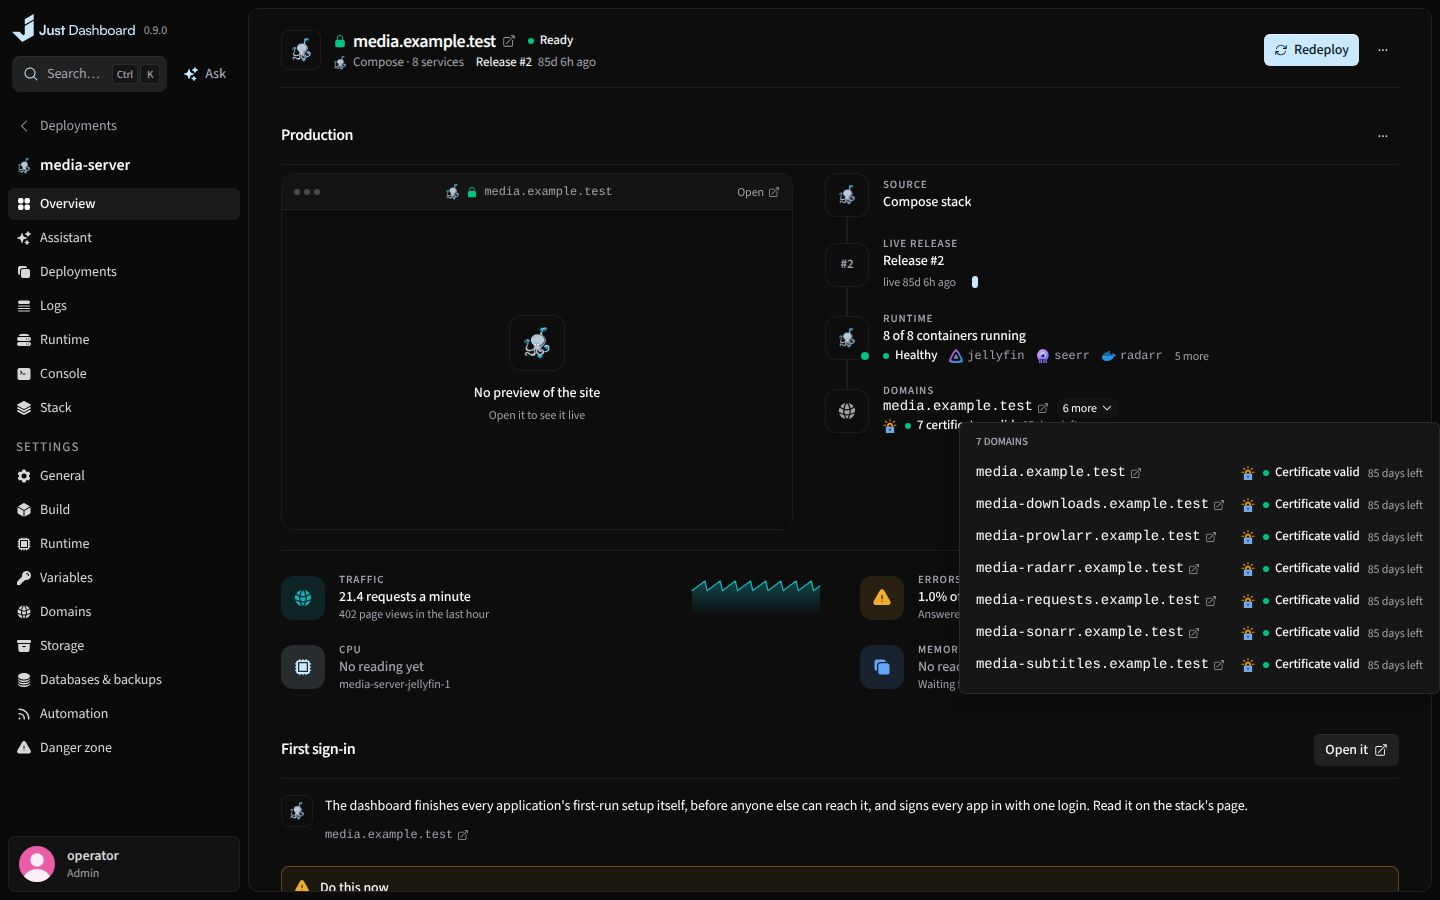 Just Dashboard 0.9.0
Search... Ctrl K
Ask
Deployments
media-server
Overview
Assistant
Deployments
Logs
Runtime
Console
Stack
SETTINGS
General
Build
Runtime
Variables
Domains
Storage
Databases & backups
Automation
Danger zone
operator
Admin
media.example.test Ready
Compose · 8 services Release #2 85d 6h ago
Redeploy
Production
media.example.test
Open
No preview of the site
Open it to see it live
SOURCE
Compose stack
#2
LIVE RELEASE
Release #2
live 85d 6h ago
RUNTIME
8 of 8 containers running
Healthy jellyfin seerr radarr 5 more
DOMAINS
media.example.test 6 more
7 DOMAINS
media.example.test Certificate valid 85 days left
media-downloads.example.test Certificate valid 85 days left
media-prowlarr.example.test Certificate valid 85 days left
media-radarr.example.test Certificate valid 85 days left
media-requests.example.test Certificate valid 85 days left
media-sonarr.example.test Certificate valid 85 days left
media-subtitles.example.test Certificate valid 85 days left
TRAFFIC
21.4 requests a minute
402 page views in the last hour
ERRORS
1.0% o
Answere
CPU
No reading yet
media-server-jellyfin-1
MEMOR
No rea
Waiting
First sign-in
Open it
The dashboard finishes every application's first-run setup itself, before anyone else can reach it, and signs every app in with one login. Read it on the stack's page.
media.example.test
Do this now